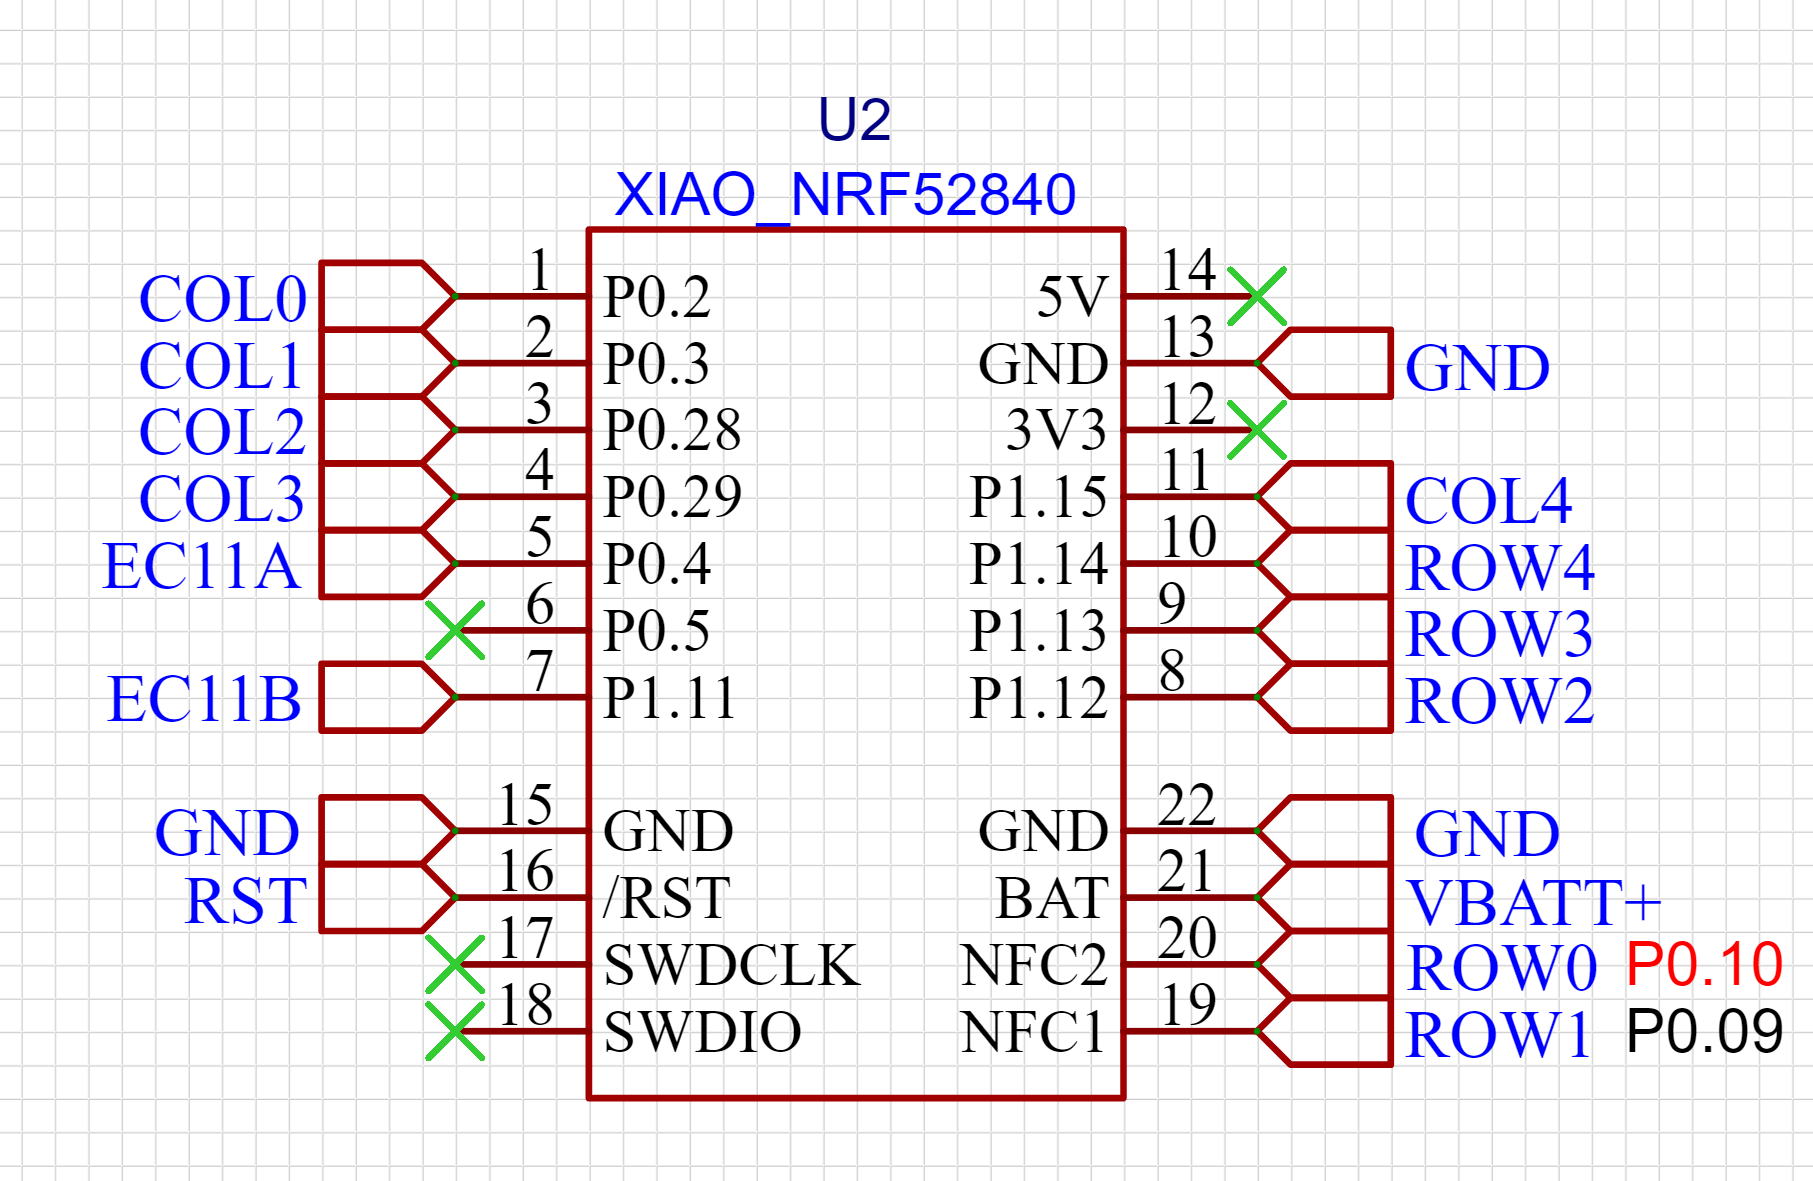 U2
XIAO_NRF52840
COL0 1 P0.2 5V 14
COL1 2 P0.3 GND 13 GND
COL2 3 P0.28 3V3 12
COL3 4 P0.29 P1.15 11 COL4
EC11A 5 P0.4 P1.14 10 ROW4
6 P0.5 P1.13 9 ROW3
EC11B 7 P1.11 P1.12 8 ROW2
GND 15 GND GND 22 GND
RST 16 /RST BAT 21 VBATT+
17 SWDCLK NFC2 20 ROW0 P0.10
18 SWDIO NFC1 19 ROW1 P0.09